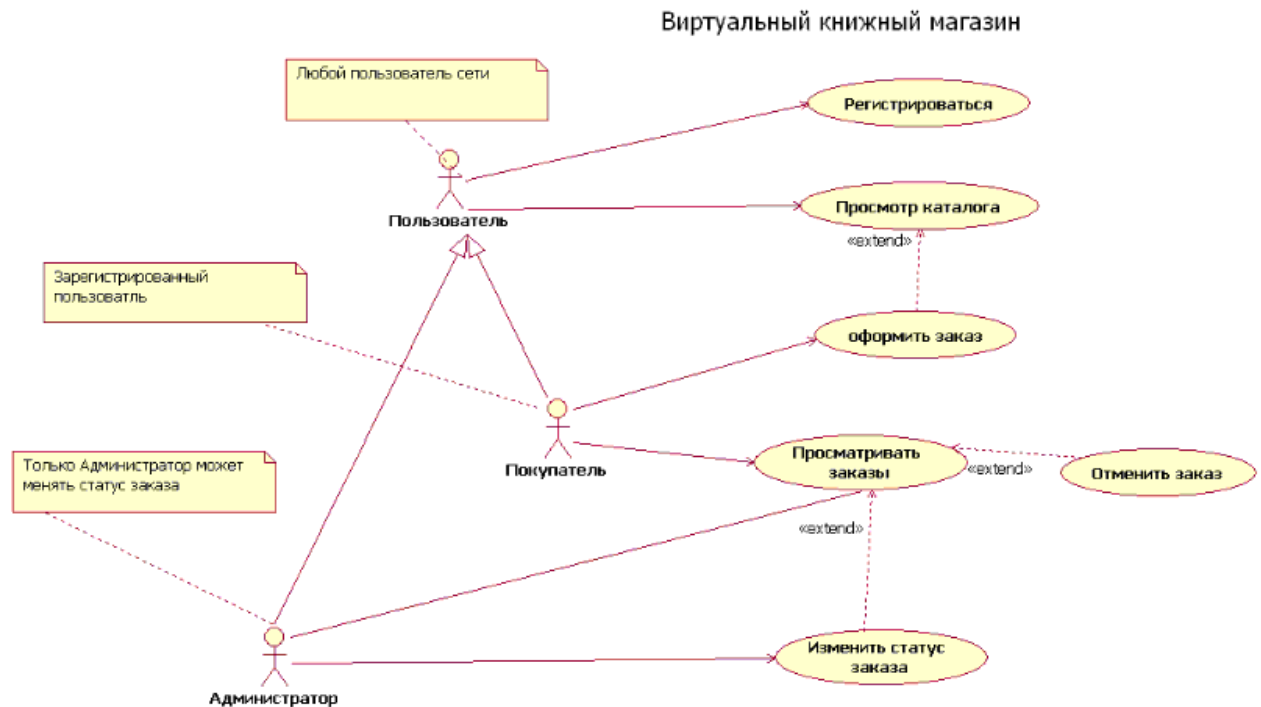 Виртуальный книжный магазин
Любой пользователь сети
Регистрироваться
Пользователь
Просмотр каталога
«extend»
Зарегистрированный
пользоватль
оформить заказ
Покупатель
Просматривать
заказы
«extend»
Отменить заказ
Только Администратор может
менять статус заказа
«extend»
Изменить статус
заказа
Администратор